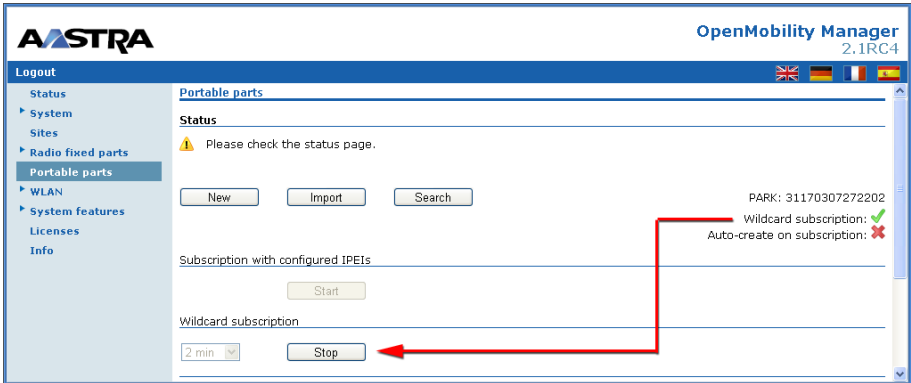 AASTRA
OpenMobility Manager
2.1RC4
Logout
Status
System
Sites
Radio fixed parts
Portable parts
WLAN
System features
Licenses
Info
Portable parts
Status
Please check the status page.
New Import Search
PARK: 31170307272202
Wildcard subscription:
Auto-create on subscription:
Subscription with configured IPEIs
Start
Wildcard subscription
2 min Stop